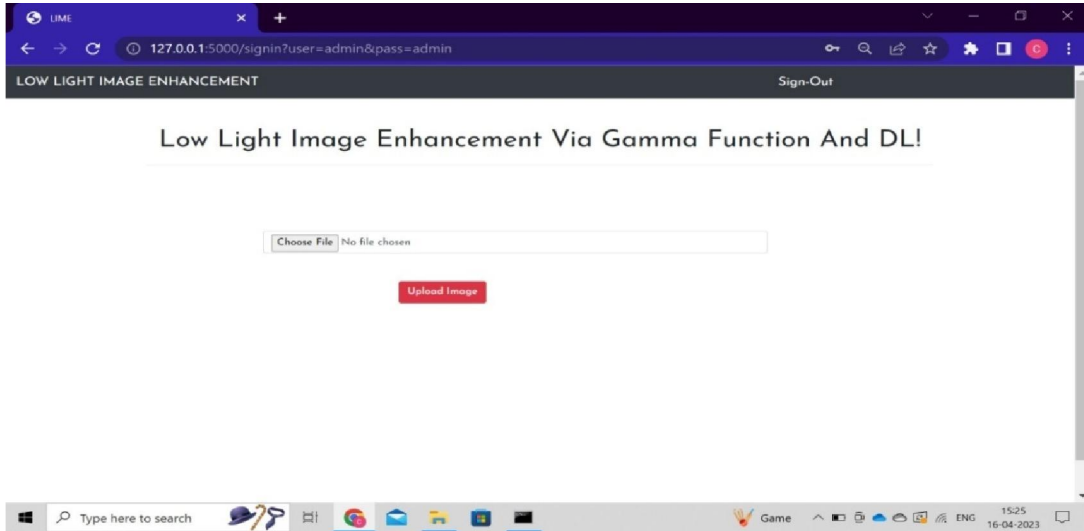 LIME
127.0.0.1:5000/signin?user=admin&pass=admin
C
LOW LIGHT IMAGE ENHANCEMENT
Sign-Out
Low Light Image Enhancement Via Gamma Function And DL!
Choose File No file chosen
Upload Image
Type here to search
Game
ENG
15:25
16-04-2023